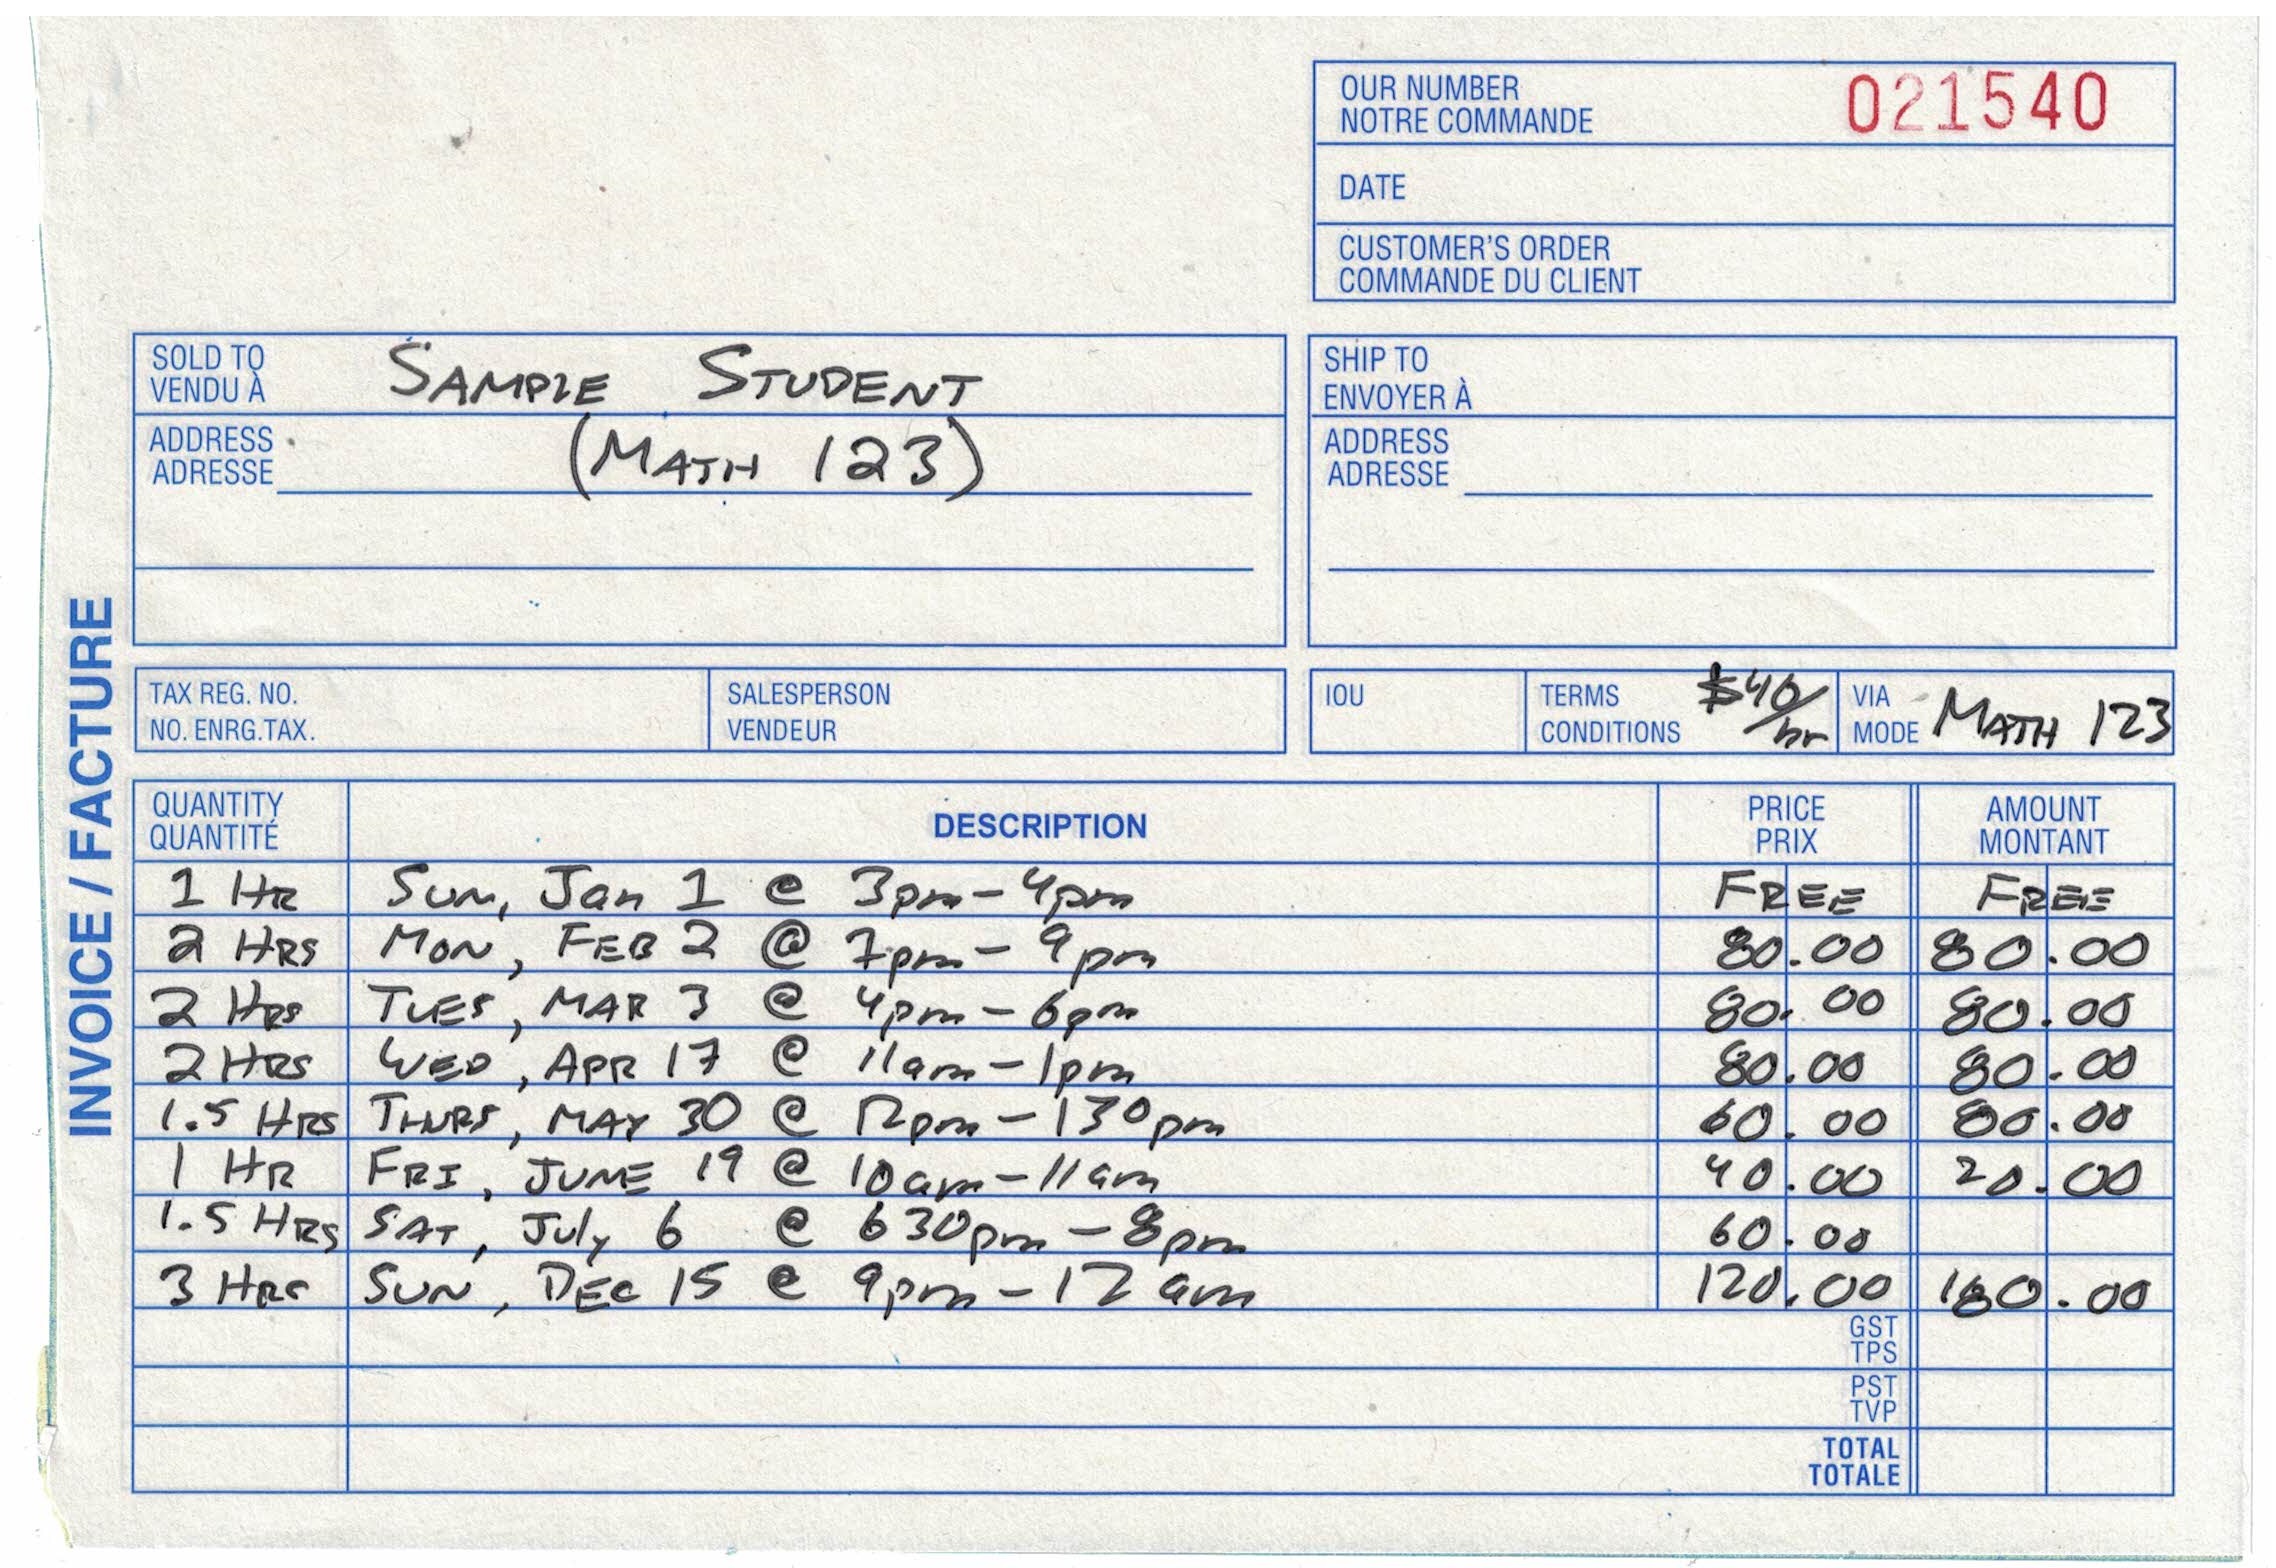 OUR NUMBER
NOTRE COMMANDE 021540
DATE
CUSTOMER'S ORDER
COMMANDE DU CLIENT
SOLD TO
VENDU À SAMPLE STUDENT
ADDRESS
ADRESSE (MATH 123)
SHIP TO
ENVOYER À
ADDRESS
ADRESSE
INVOICE / FACTURE
TAX REG. NO.
NO. ENRG.TAX.
SALESPERSON
VENDEUR
IOU
TERMS
CONDITIONS $40/hr
VIA
MODE MATH 123
QUANTITY
QUANTITÉ
DESCRIPTION
PRICE
PRIX
AMOUNT
MONTANT
1 HR SUN, Jan 1 @ 3pm-4pm FREE FREE
2 HRS MON, FEB 2 @ 7pm-9pm 80.00 80.00
2 HRS TUES, MAR 3 @ 4pm-6pm 80.00 80.00
2 HRS WED, APR 17 @ 11am-1pm 80.00 80.00
1.5 HRS THURS, MAY 30 @ 12pm-130pm 60.00 80.00
1 HR FRI, JUNE 19 @ 10am-11am 40.00 20.00
1.5 HRS SAT, July 6 @ 630pm-8pm 60.00
3 HRS SUN, DEC 15 @ 9pm-12am 120.00 180.00
GST
TPS
PST
TVP
TOTAL
TOTALE